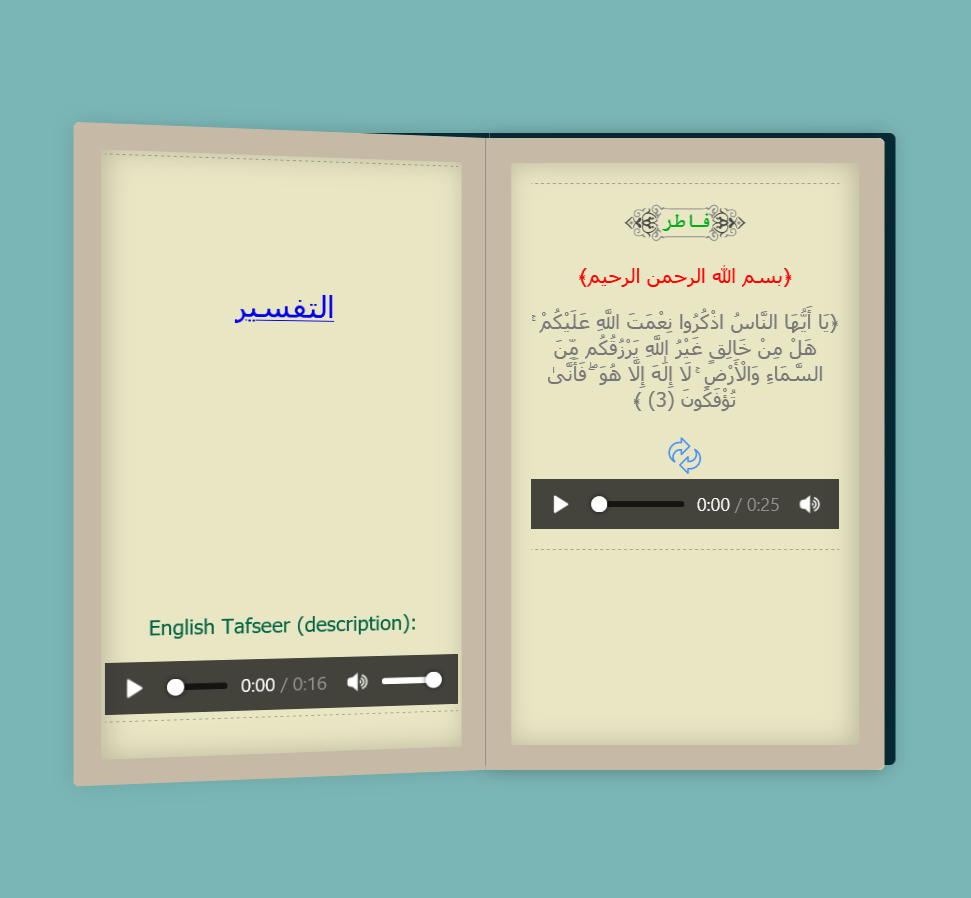 التفسير
English Tafseer (description):
0:00 / 0:16
فاطر
﴿بسم الله الرحمن الرحيم﴾
﴿يَا أَيُّهَا النَّاسُ اذْكُرُوا نِعْمَتَ اللَّهِ عَلَيْكُمْ ۚ
هَلْ مِنْ خَالِقٍ غَيْرُ اللَّهِ يَرْزُقُكُم مِّنَ
السَّمَاءِ وَالْأَرْضِ ۚ لَا إِلَٰهَ إِلَّا هُوَ ۖ فَأَنَّىٰ
تُؤْفَكُونَ (3) ﴾
0:00 / 0:25